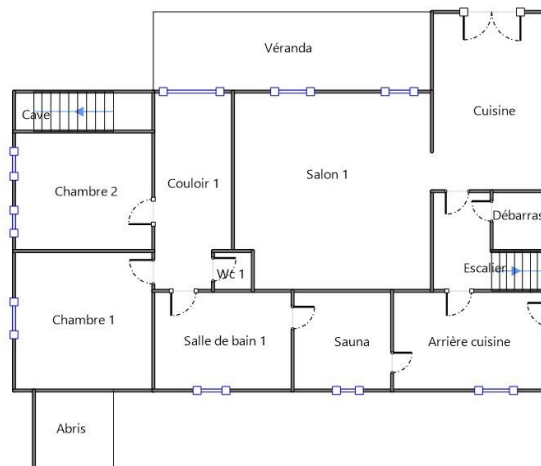 Véranda
Cave
Cuisine
Chambre 2
Couloir 1
Salon 1
Débarras
Wc 1
Escalier
Chambre 1
Salle de bain 1
Sauna
Arrière cuisine
Abris